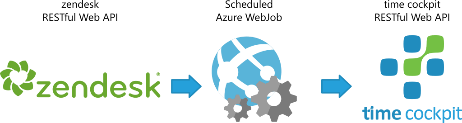 zendesk
RESTful Web API
Scheduled
Azure WebJob
time cockpit
RESTful Web API
zendesk
time cockpit